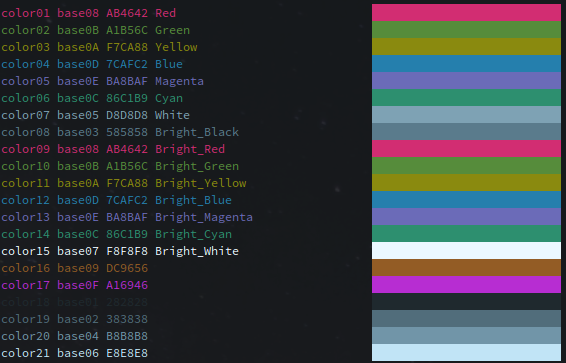 color01 base08 AB4642 Red
color02 base0B A1B56C Green
color03 base0A F7CA88 Yellow
color04 base0D 7CAFC2 Blue
color05 base0E BA8BAF Magenta
color06 base0C 86C1B9 Cyan
color07 base05 D8D8D8 White
color08 base03 585858 Bright_Black
color09 base08 AB4642 Bright_Red
color10 base0B A1B56C Bright_Green
color11 base0A F7CA88 Bright_Yellow
color12 base0D 7CAFC2 Bright_Blue
color13 base0E BA8BAF Bright_Magenta
color14 base0C 86C1B9 Bright_Cyan
color15 base07 F8F8F8 Bright_White
color16 base09 DC9656
color17 base0F A16946
color18 base01 282828
color19 base02 383838
color20 base04 B8B8B8
color21 base06 E8E8E8